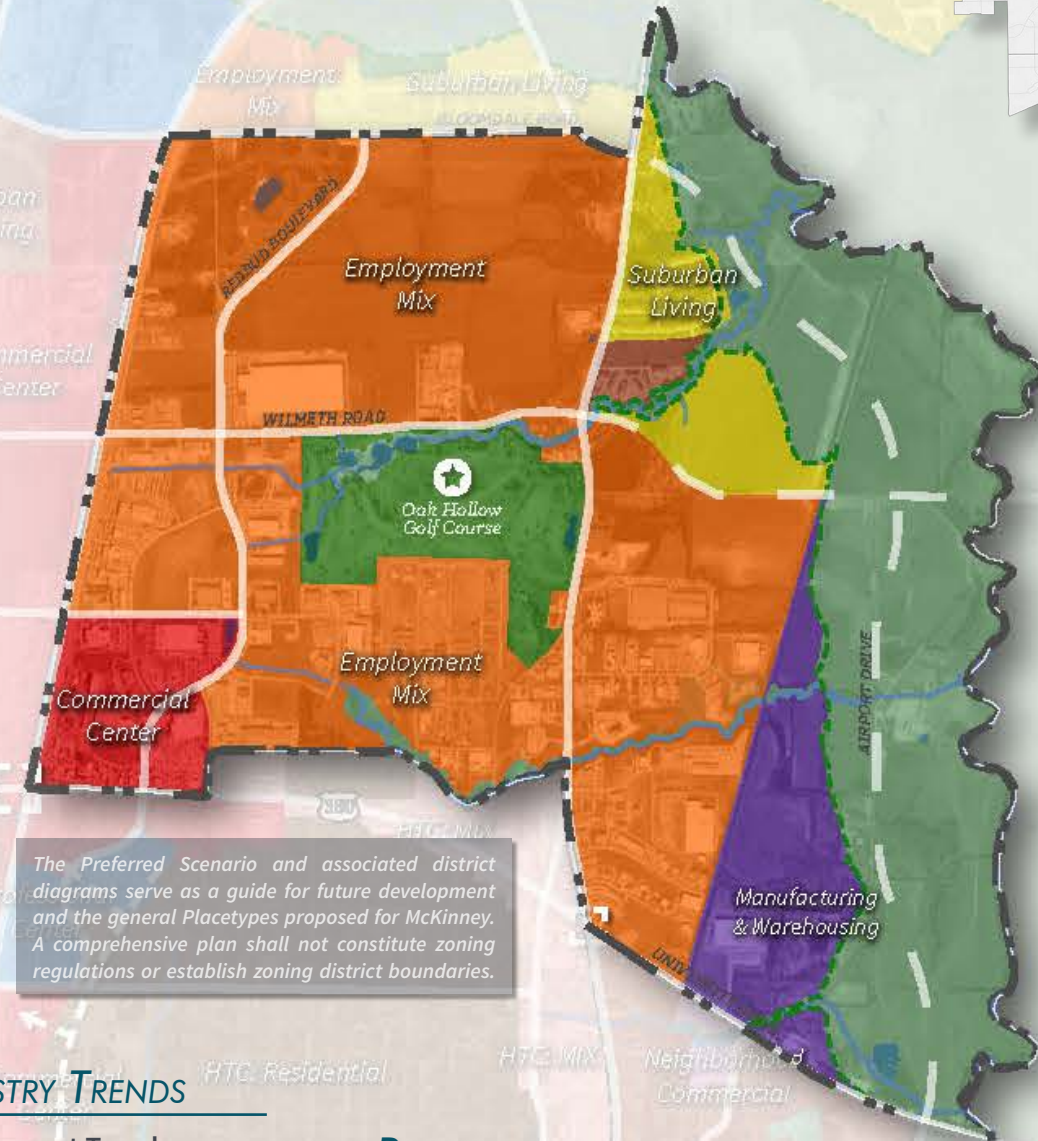 Employment
Mix
Suburban Living
BLOOMDALE ROAD
REDBUD BOULEVARD
Employment
Mix
Suburban
Living
WILMETH ROAD
Oak Hollow
Golf Course
Employment
Mix
Commercial
Center
AIRPORT DRIVE
380
HTC: MIX
The Preferred Scenario and associated district
diagrams serve as a guide for future development
and the general Placetypes proposed for McKinney.
A comprehensive plan shall not constitute zoning
regulations or establish zoning district boundaries.
Manufacturing
& Warehousing
HTC: Residential
HTC: MIX
Neighborhood
Commercial
TRENDS